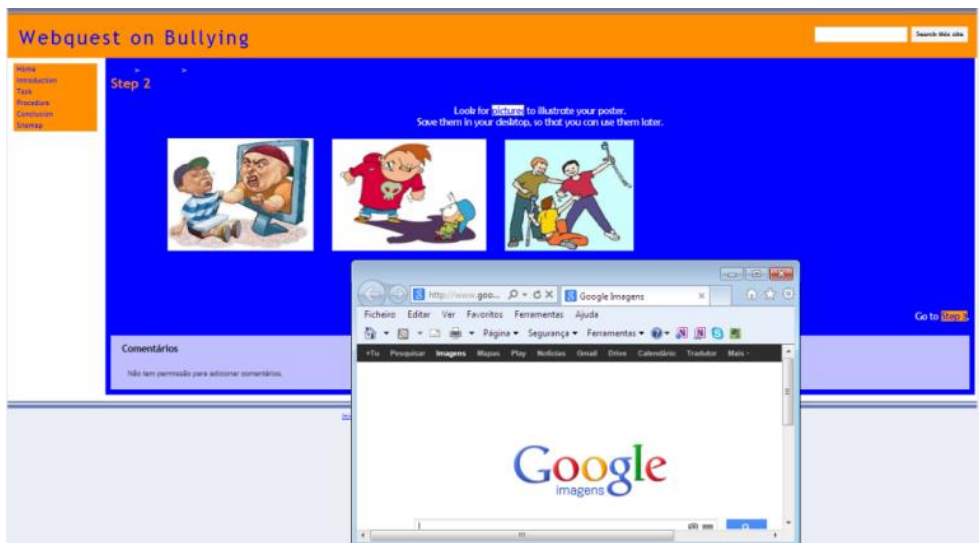 Webquest on Bullying
Search this site
Home
Introduction
Task
Procedure
Conclusion
Sitemap
> >
Step 2
Look for pictures to illustrate your poster.
Save them in your desktop, so that you can use them later.
Go to Step 3.
Comentários
Não tem permissão para adicionar comentários.
http://www.goo...
Google Imagens
Ficheiro Editar Ver Favoritos Ferramentas Ajuda
Página Segurança Ferramentas
+Tu Pesquisar Imagens Mapas Play Notícias Gmail Drive Calendário Tradutor Mais
Google
imagens